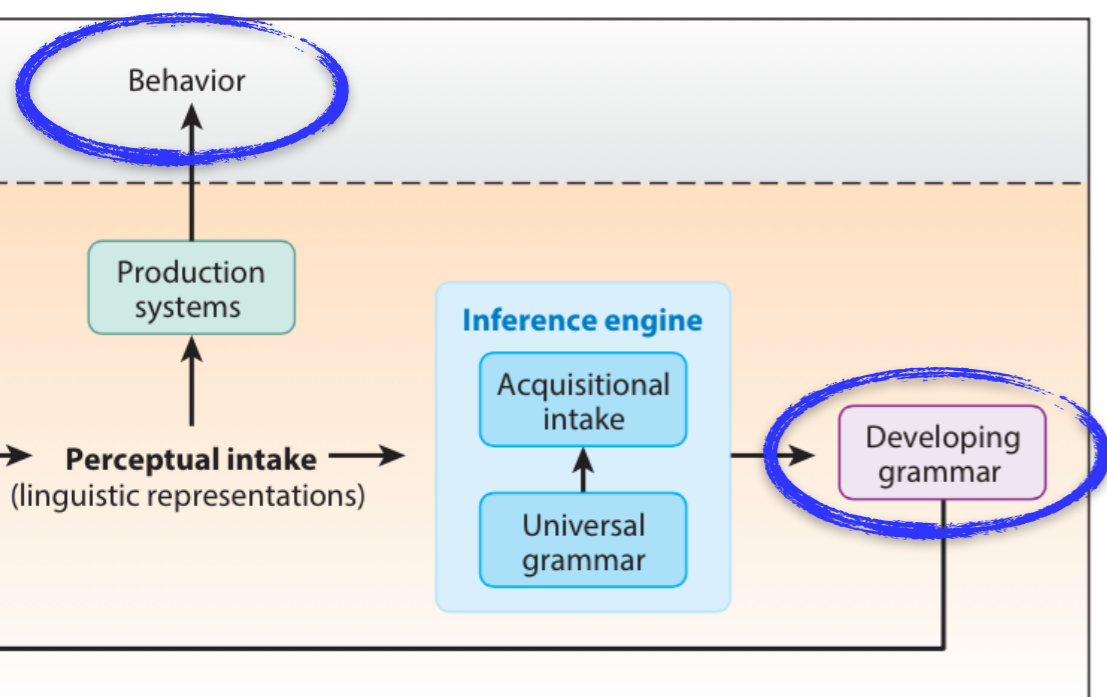 Behavior
Production
systems
Inference engine
Acquisitional
intake
Perceptual intake
(linguistic representations)
Universal
grammar
Developing
grammar